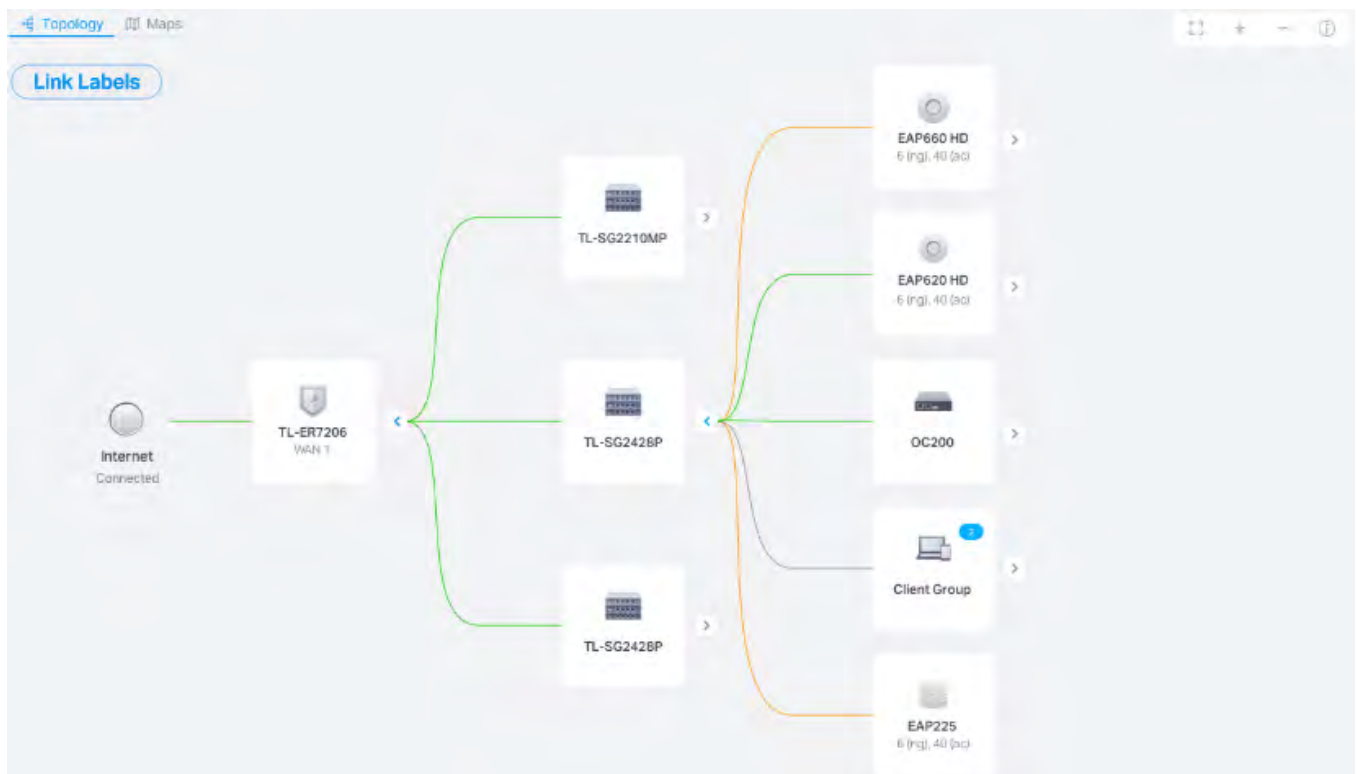 Topology
Maps
Link Labels
EAP660 HD
6 (ng), 40 (ac)
TL-SG2210MP
EAP620 HD
6 (ng), 40 (ac)
TL-ER7206
WAN 1
Internet
Connected
TL-SG2428P
OC200
Client Group
TL-SG2428P
EAP225
6 (ng), 40 (ac)